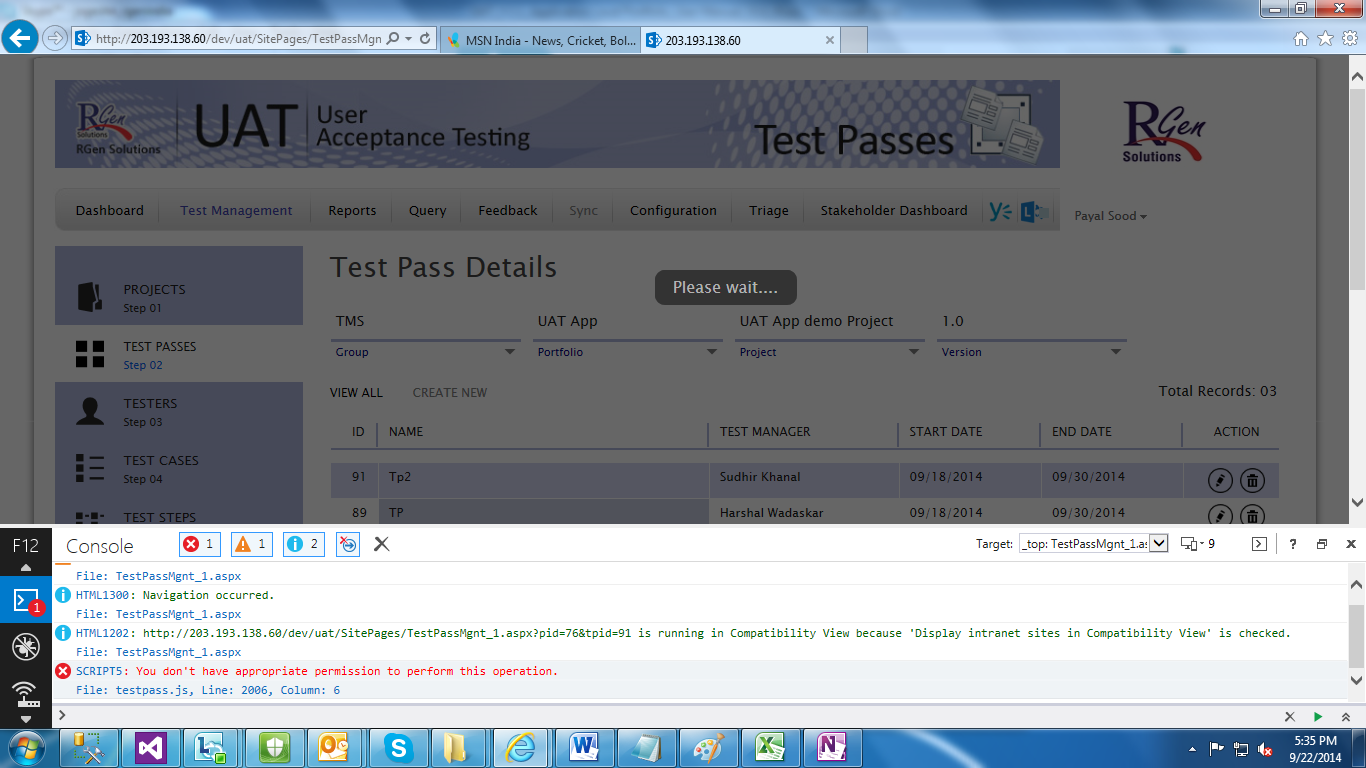 http://203.193.138.60/dev/uat/SitePages/TestPassMgn
MSN India - News, Cricket, Bol...
203.193.138.60
RGen
Solutions
RGen Solutions
UAT
User
Acceptance Testing
Test Passes
RGen
Solutions
Dashboard Test Management Reports Query Feedback Sync Configuration Triage Stakeholder Dashboard
Payal Sood
PROJECTS
Step 01
TEST PASSES
Step 02
TESTERS
Step 03
TEST CASES
Step 04
TEST STEPS
Test Pass Details
Please wait....
TMS UAT App UAT App demo Project 1.0
Group Portfolio Project Version
VIEW ALL CREATE NEW Total Records: 03
ID NAME TEST MANAGER START DATE END DATE ACTION
91 Tp2 Sudhir Khanal 09/18/2014 09/30/2014
89 TP Harshal Wadaskar 09/18/2014 09/30/2014
F12 Console 1 1 2 Target: _top: TestPassMgnt_1.a 9 ?
1
File: TestPassMgnt_1.aspx
HTML1300: Navigation occurred.
File: TestPassMgnt_1.aspx
HTML1202: http://203.193.138.60/dev/uat/SitePages/TestPassMgnt_1.aspx?pid=76&tpid=91 is running in Compatibility View because 'Display intranet sites in Compatibility View' is checked.
File: TestPassMgnt_1.aspx
SCRIPT5: You don't have appropriate permission to perform this operation.
File: testpass.js, Line: 2006, Column: 6
5:35 PM
9/22/2014